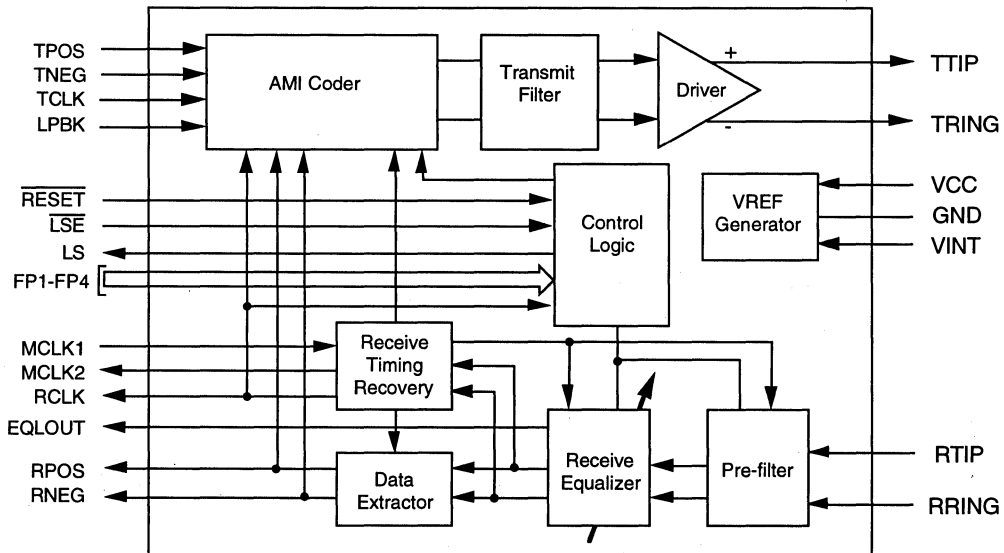 TPOS
TNEG
TCLK
LPBK
AMI Coder
Transmit
Filter
Driver
+
-
TTIP
TRING
RESET
LSE
LS
FP1-FP4
Control
Logic
VREF
Generator
VCC
GND
VINT
MCLK1
MCLK2
RCLK
Receive
Timing
Recovery
EQLOUT
RPOS
RNEG
Data
Extractor
Receive
Equalizer
Pre-filter
RTIP
RRING